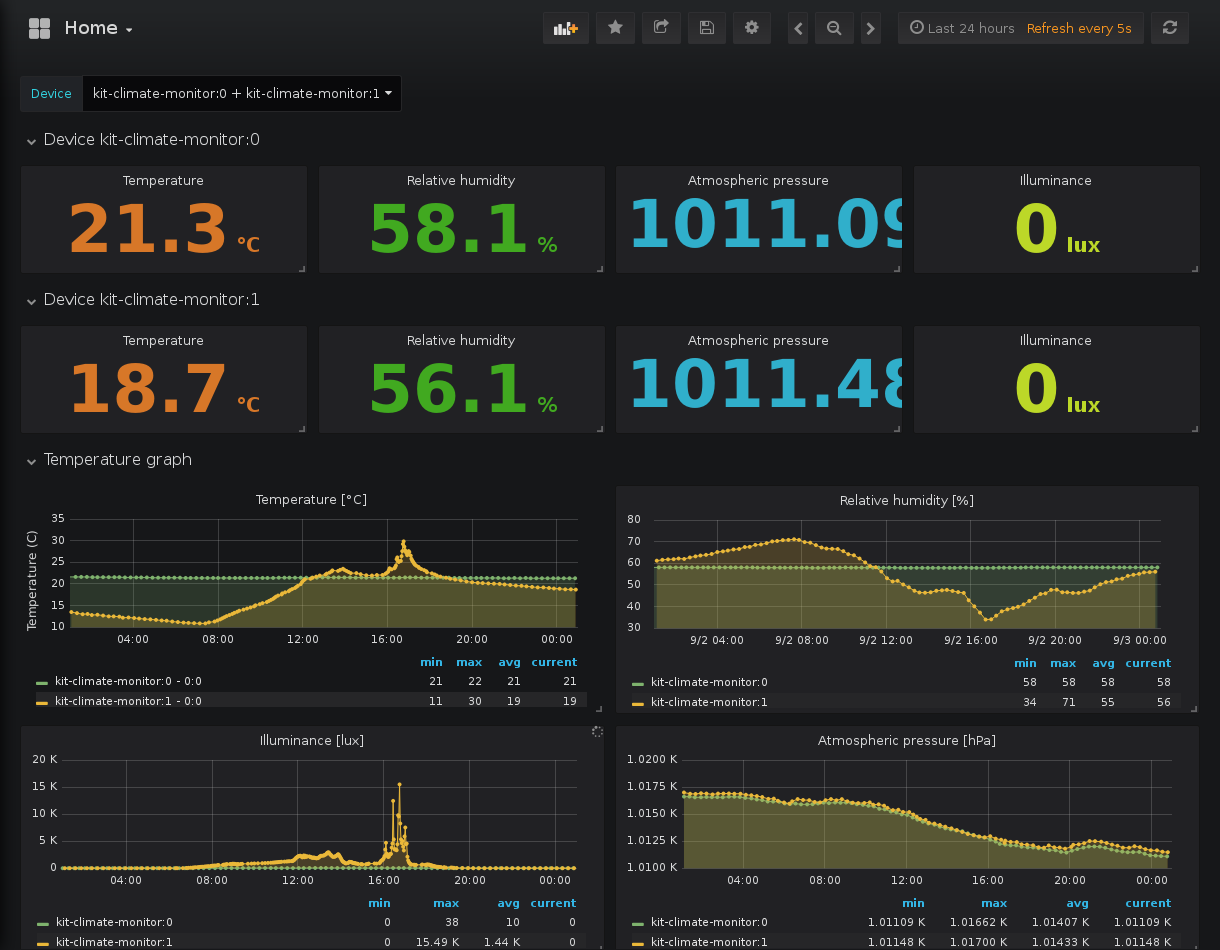 Home
Last 24 hours Refresh every 5s
Device kit-climate-monitor:0 + kit-climate-monitor:1
Device kit-climate-monitor:0
Temperature Relative humidity Atmospheric pressure Illuminance
21.3 °C 58.1 % 1011.09 0 lux
Device kit-climate-monitor:1
Temperature Relative humidity Atmospheric pressure Illuminance
18.7 °C 56.1 % 1011.48 0 lux
Temperature graph
Temperature [°C]
Temperature (C)
35
30
25
20
15
10
04:00 08:00 12:00 16:00 20:00 00:00
min max avg current
kit-climate-monitor:0 - 0:0 21 22 21 21
kit-climate-monitor:1 - 0:0 11 30 19 19
Relative humidity [%]
80
70
60
50
40
30
9/2 04:00 9/2 08:00 9/2 12:00 9/2 16:00 9/2 20:00 9/3 00:00
min max avg current
kit-climate-monitor:0 58 58 58 58
kit-climate-monitor:1 34 71 55 56
Illuminance [lux]
20 K
15 K
10 K
5 K
0
04:00 08:00 12:00 16:00 20:00 00:00
min max avg current
kit-climate-monitor:0 0 38 10 0
kit-climate-monitor:1 0 15.49 K 1.44 K 0
Atmospheric pressure [hPa]
1.0200 K
1.0175 K
1.0150 K
1.0125 K
1.0100 K
04:00 08:00 12:00 16:00 20:00 00:00
min max avg current
kit-climate-monitor:0 1.01109 K 1.01662 K 1.01407 K 1.01109 K
kit-climate-monitor:1 1.01148 K 1.01700 K 1.01433 K 1.01148 K